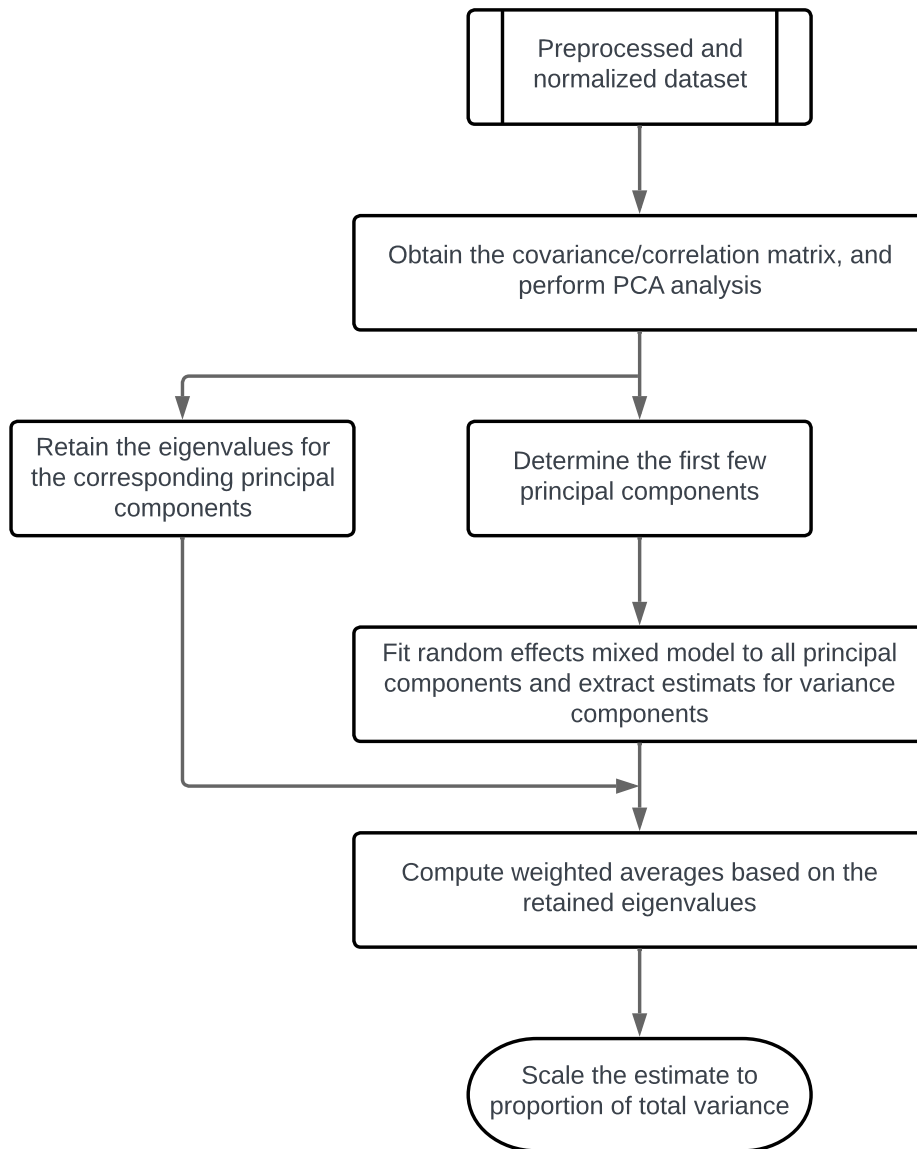 Preprocessed and
normalized dataset
Obtain the covariance/correlation matrix, and
perform PCA analysis
Retain the eigenvalues for
the corresponding principal
components
Determine the first few
principal components
Fit random effects mixed model to all principal
components and extract estimats for variance
components
Compute weighted averages based on the
retained eigenvalues
Scale the estimate to
proportion of total variance